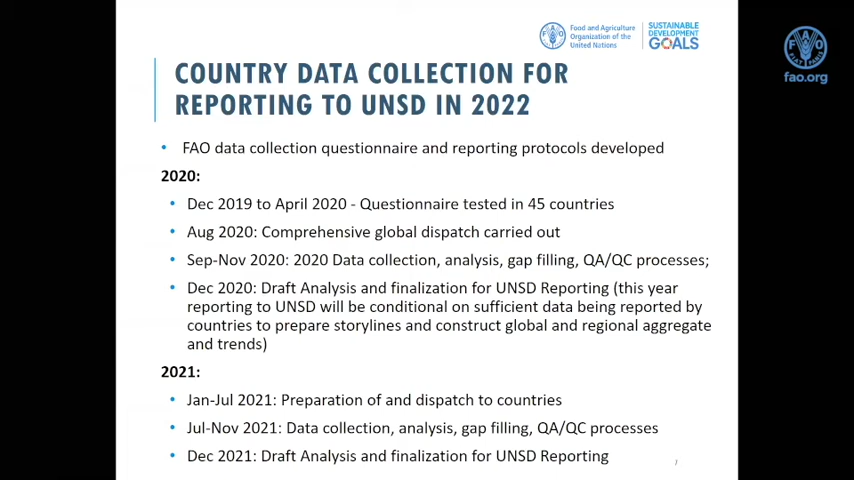 Food and Agriculture
Organization of the
United Nations
SUSTAINABLE
DEVELOPMENT
GOALS
FAO
FIAT PANIS
fao.org
COUNTRY DATA COLLECTION FOR
REPORTING TO UNSD IN 2022
• FAO data collection questionnaire and reporting protocols developed
2020:
• Dec 2019 to April 2020 - Questionnaire tested in 45 countries
• Aug 2020: Comprehensive global dispatch carried out
• Sep-Nov 2020: 2020 Data collection, analysis, gap filling, QA/QC processes;
• Dec 2020: Draft Analysis and finalization for UNSD Reporting (this year
reporting to UNSD will be conditional on sufficient data being reported by
countries to prepare storylines and construct global and regional aggregate
and trends)
2021:
• Jan-Jul 2021: Preparation of and dispatch to countries
• Jul-Nov 2021: Data collection, analysis, gap filling, QA/QC processes
• Dec 2021: Draft Analysis and finalization for UNSD Reporting